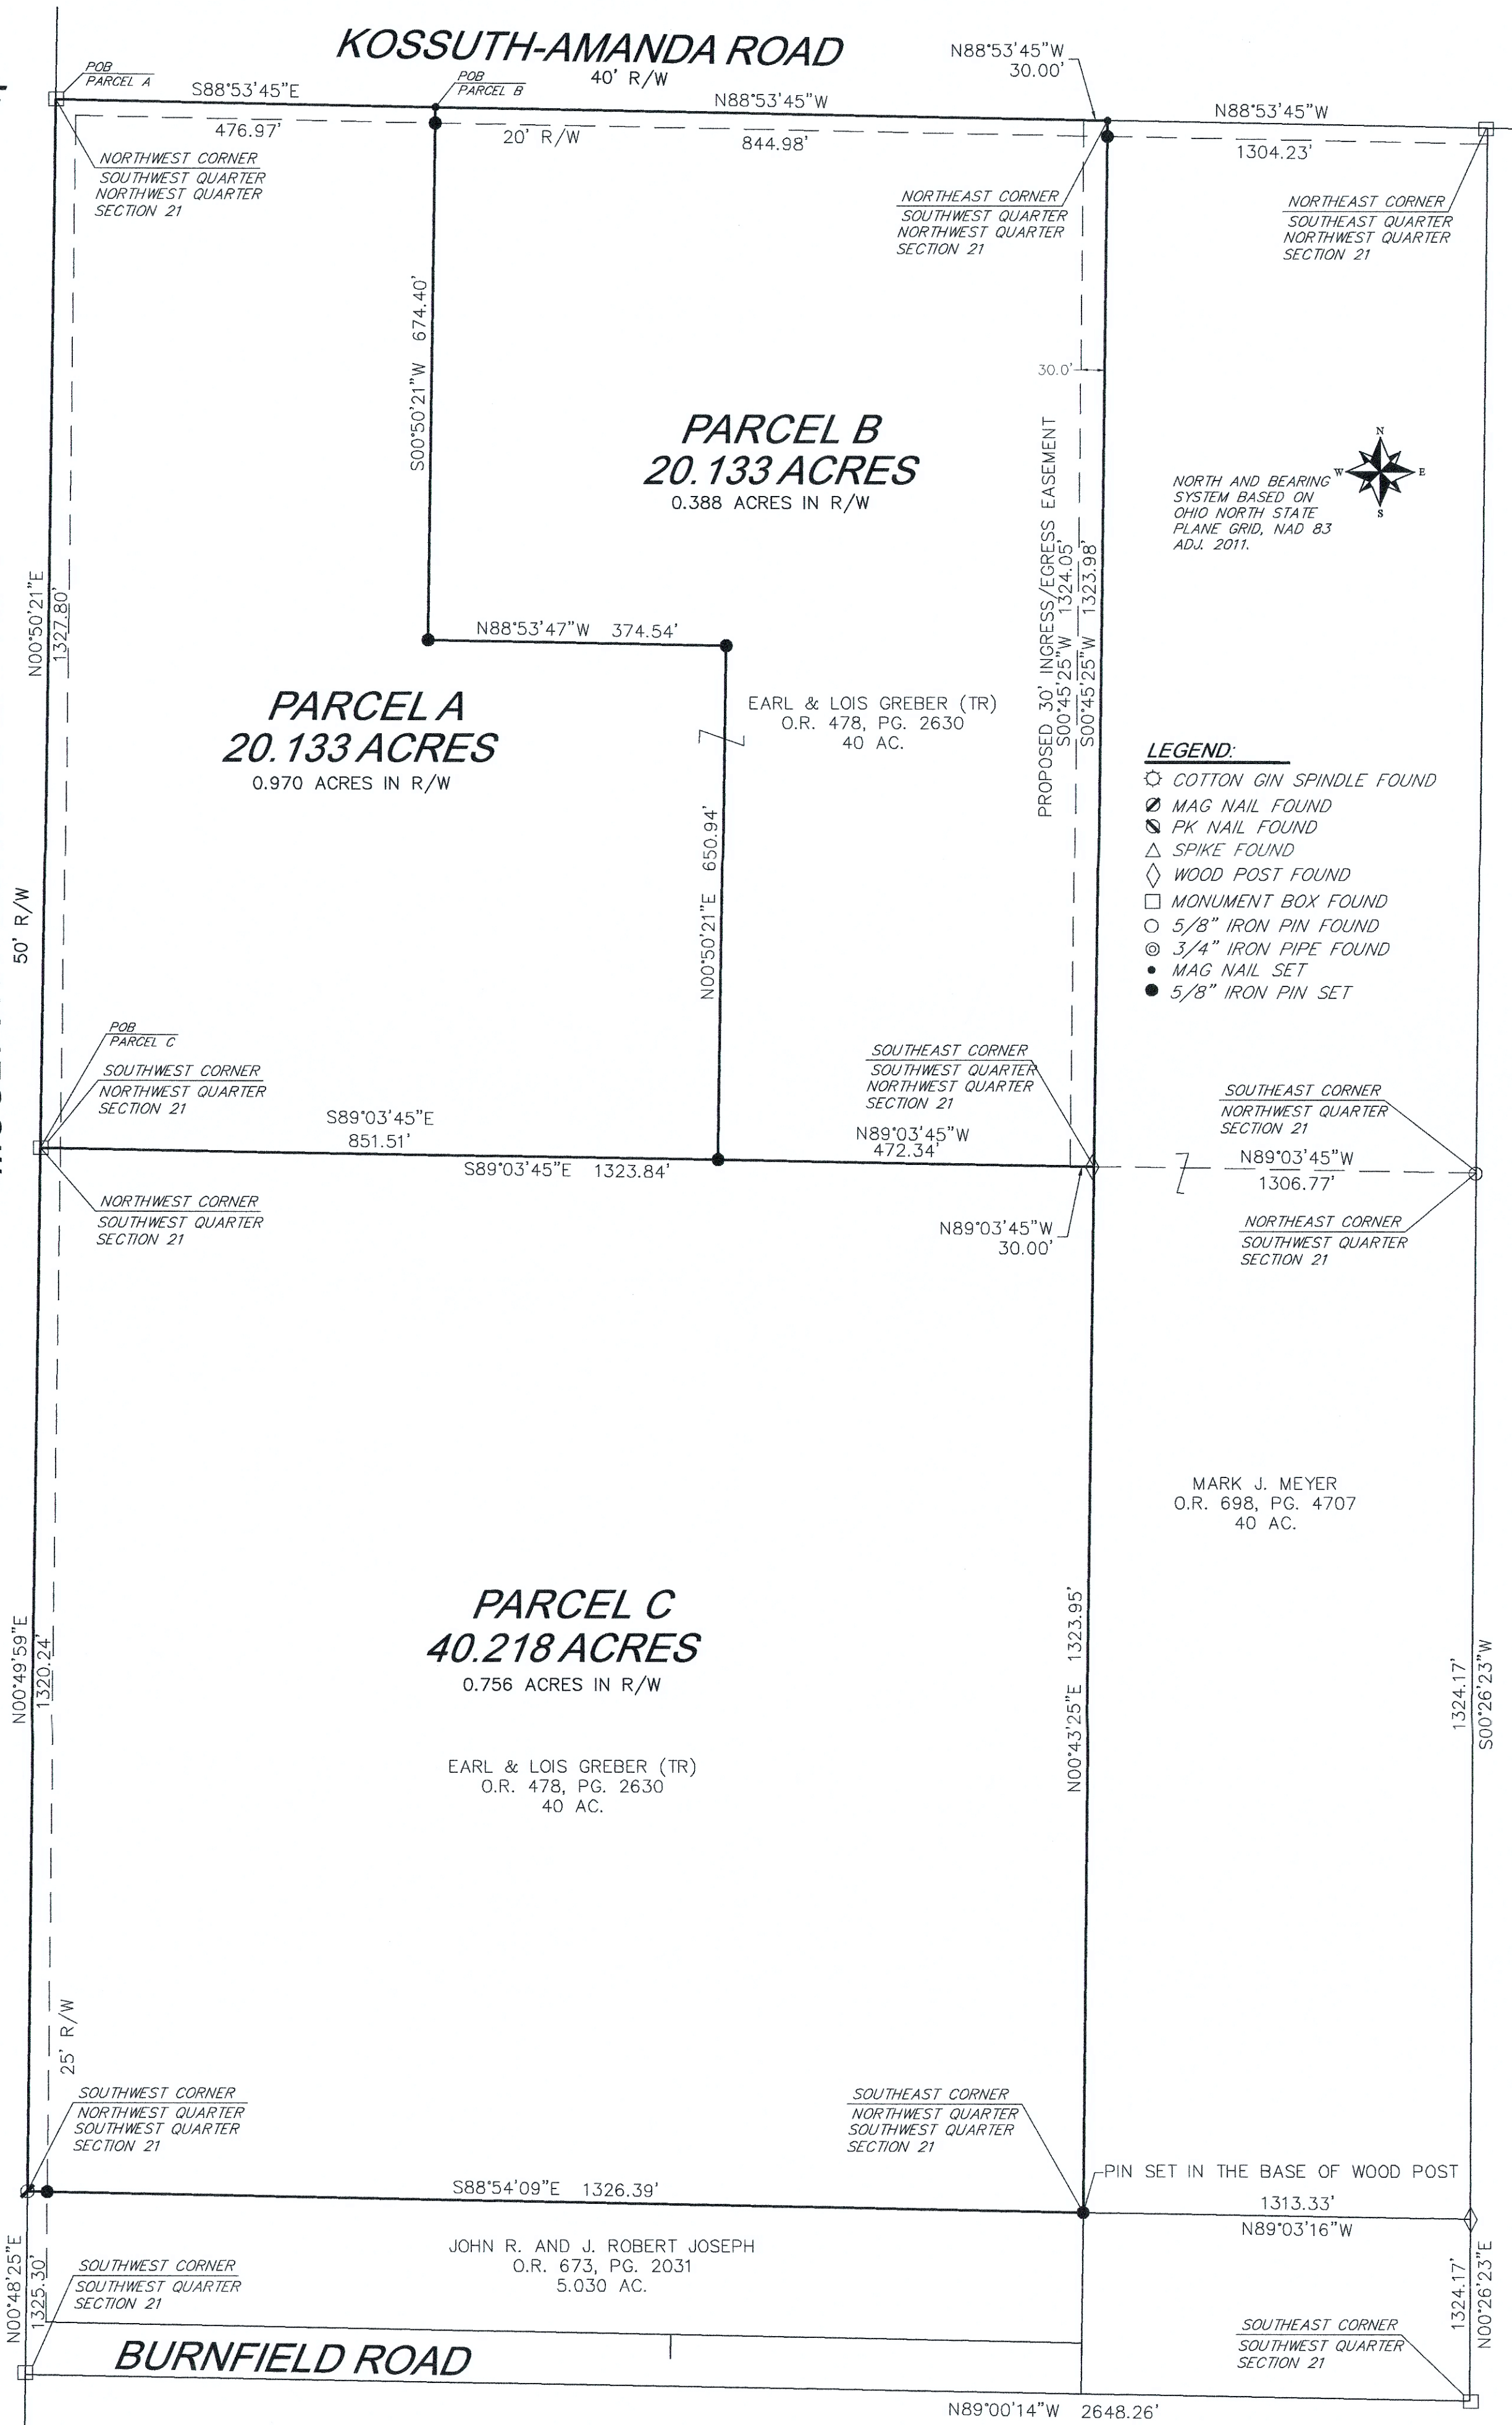 KOSSUTH-AMANDA ROAD
40' R/W
N88°53'45"W
30.00'
POB
PARCEL A
S88°53'45"E
476.97'
POB
PARCEL B
20' R/W
N88°53'45"W
844.98'
N88°53'45"W
1304.23'
NORTHWEST CORNER
SOUTHWEST QUARTER
NORTHWEST QUARTER
SECTION 21
NORTHEAST CORNER
SOUTHWEST QUARTER
NORTHWEST QUARTER
SECTION 21
NORTHEAST CORNER
SOUTHEAST QUARTER
NORTHWEST QUARTER
SECTION 21
S00°50'21"W 674.40'
30.0'
PARCEL B
20.133 ACRES
0.388 ACRES IN R/W
PROPOSED 30' INGRESS/EGRESS EASEMENT
S00°45'25"W 1324.05'
S00°45'25"W 1323.98'
N
W
E
S
NORTH AND BEARING
SYSTEM BASED ON
OHIO NORTH STATE
PLANE GRID, NAD 83
ADJ. 2011.
N00°50'21"E
1327.80'
N88°53'47"W 374.54'
PARCEL A
20.133 ACRES
0.970 ACRES IN R/W
EARL & LOIS GREBER (TR)
O.R. 478, PG. 2630
40 AC.
N00°50'21"E 650.94'
LEGEND:
COTTON GIN SPINDLE FOUND
MAG NAIL FOUND
PK NAIL FOUND
SPIKE FOUND
WOOD POST FOUND
MONUMENT BOX FOUND
5/8" IRON PIN FOUND
3/4" IRON PIPE FOUND
MAG NAIL SET
5/8" IRON PIN SET
50' R/W
POB
PARCEL C
SOUTHWEST CORNER
NORTHWEST QUARTER
SECTION 21
S89°03'45"E
851.51'
S89°03'45"E 1323.84'
SOUTHEAST CORNER
SOUTHWEST QUARTER
NORTHWEST QUARTER
SECTION 21
N89°03'45"W
472.34'
SOUTHEAST CORNER
NORTHWEST QUARTER
SECTION 21
N89°03'45"W
1306.77'
NORTHWEST CORNER
SOUTHWEST QUARTER
SECTION 21
N89°03'45"W
30.00'
NORTHEAST CORNER
SOUTHWEST QUARTER
SECTION 21
MARK J. MEYER
O.R. 698, PG. 4707
40 AC.
PARCEL C
40.218 ACRES
0.756 ACRES IN R/W
N00°49'59"E
1320.24'
N00°43'25"E 1323.95'
1324.17'
S00°26'23"W
EARL & LOIS GREBER (TR)
O.R. 478, PG. 2630
40 AC.
25' R/W
SOUTHWEST CORNER
NORTHWEST QUARTER
SOUTHWEST QUARTER
SECTION 21
SOUTHEAST CORNER
NORTHWEST QUARTER
SOUTHWEST QUARTER
SECTION 21
PIN SET IN THE BASE OF WOOD POST
S88°54'09"E 1326.39'
1313.33'
N89°03'16"W
JOHN R. AND J. ROBERT JOSEPH
O.R. 673, PG. 2031
5.030 AC.
N00°48'25"E
1325.30'
SOUTHWEST CORNER
SOUTHWEST QUARTER
SECTION 21
1324.17'
N00°26'23"E
SOUTHEAST CORNER
SOUTHWEST QUARTER
SECTION 21
BURNFIELD ROAD
N89°00'14"W 2648.26'